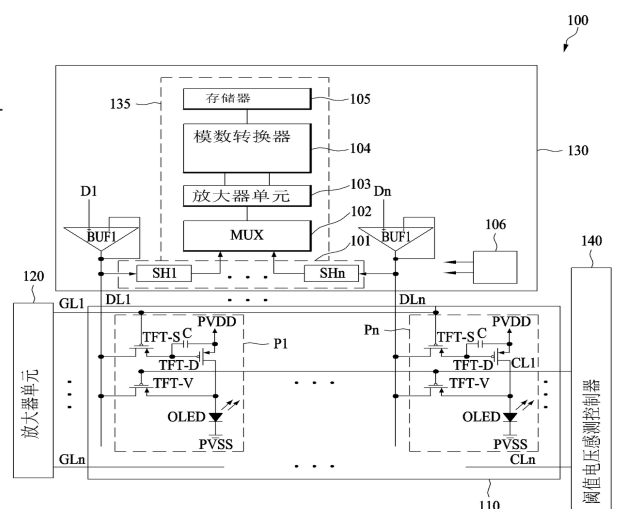 100
存储器
105
135
模数转换器
104
130
D1
放大器单元
103
Dn
BUF1
MUX
102
BUF1
106
101
140
SH1
SHn
120
GL1
DL1
DLn
P1
Pn
PVDD
PVDD
TFT-S
C
TFT-S
C
TFT-D
TFT-D
CL1
TFT-V
TFT-V
OLED
OLED
PVSS
PVSS
GLn
CLn
放大器单元
阈值电压感测控制器
110